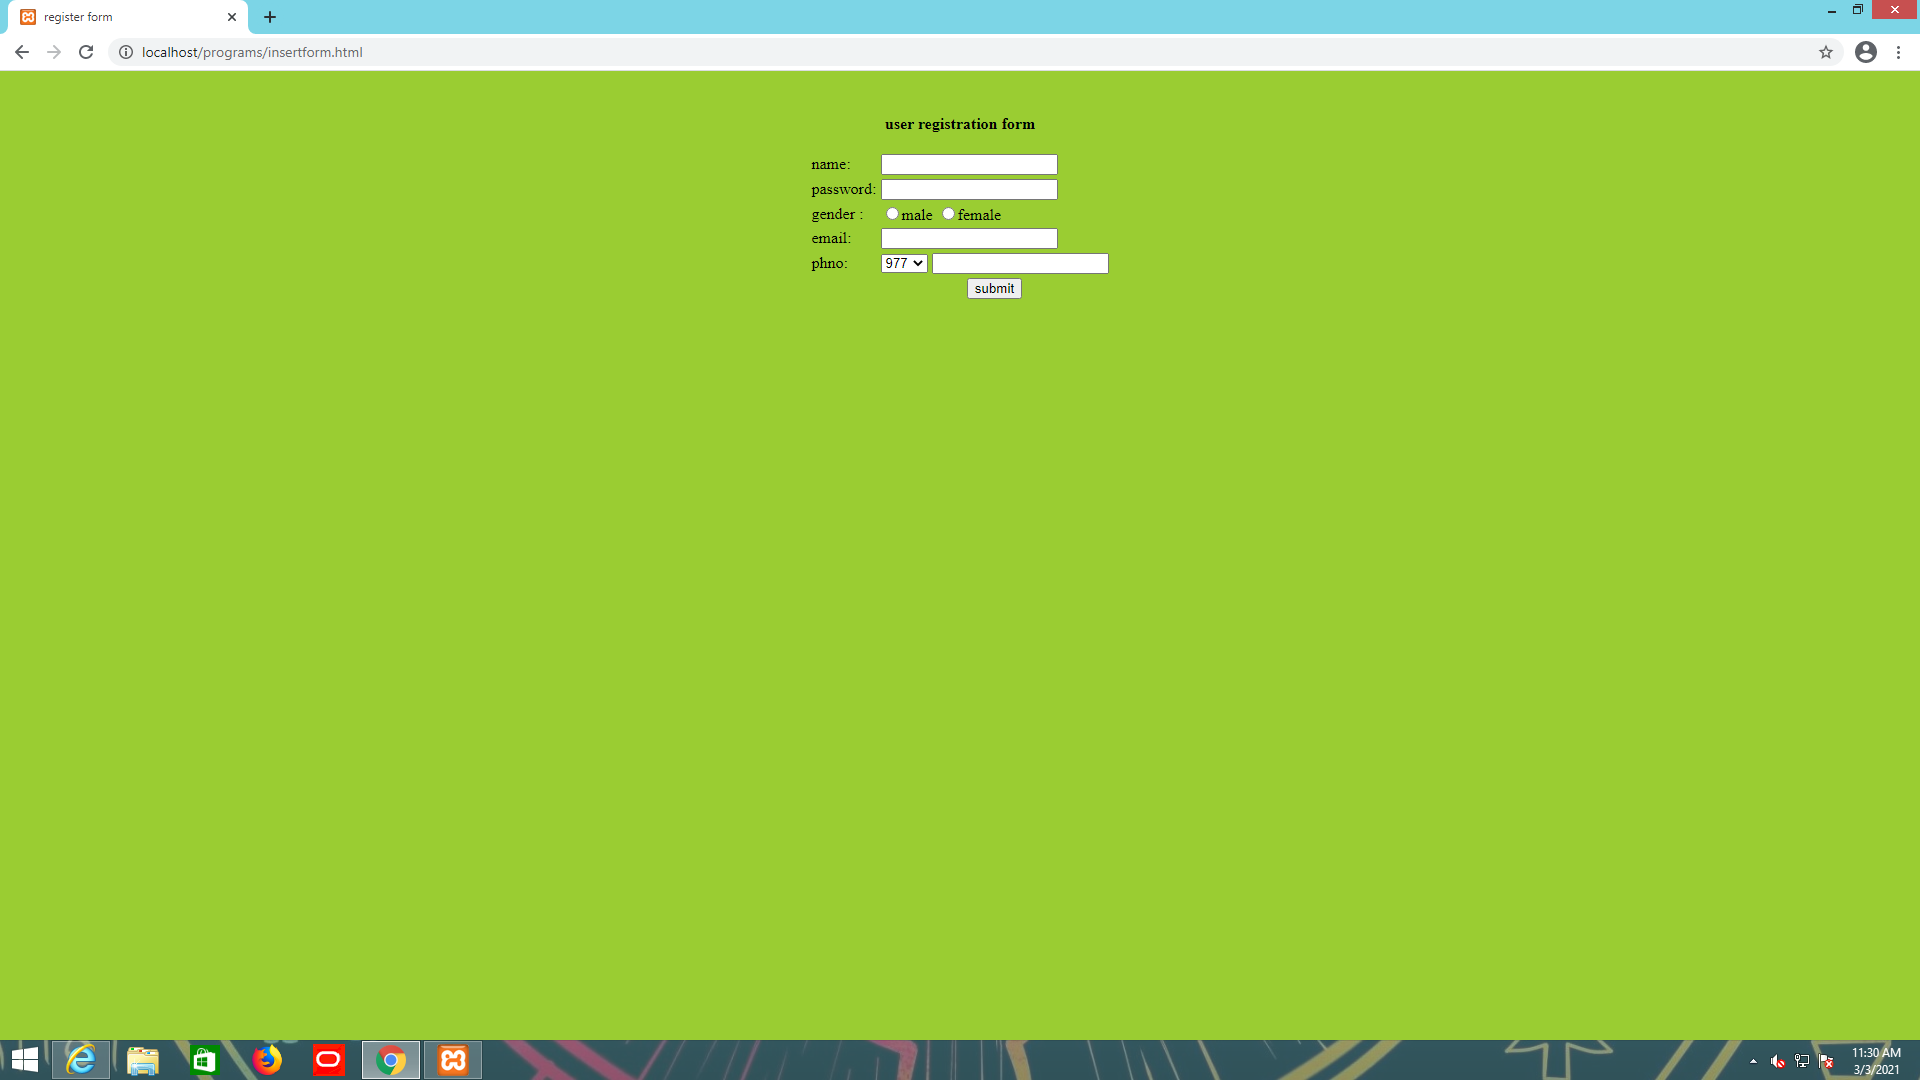 register form
localhost/programs/insertform.html
user registration form
name:
password:
gender : male female
email:
phno: 977
submit
11:30 AM
3/3/2021